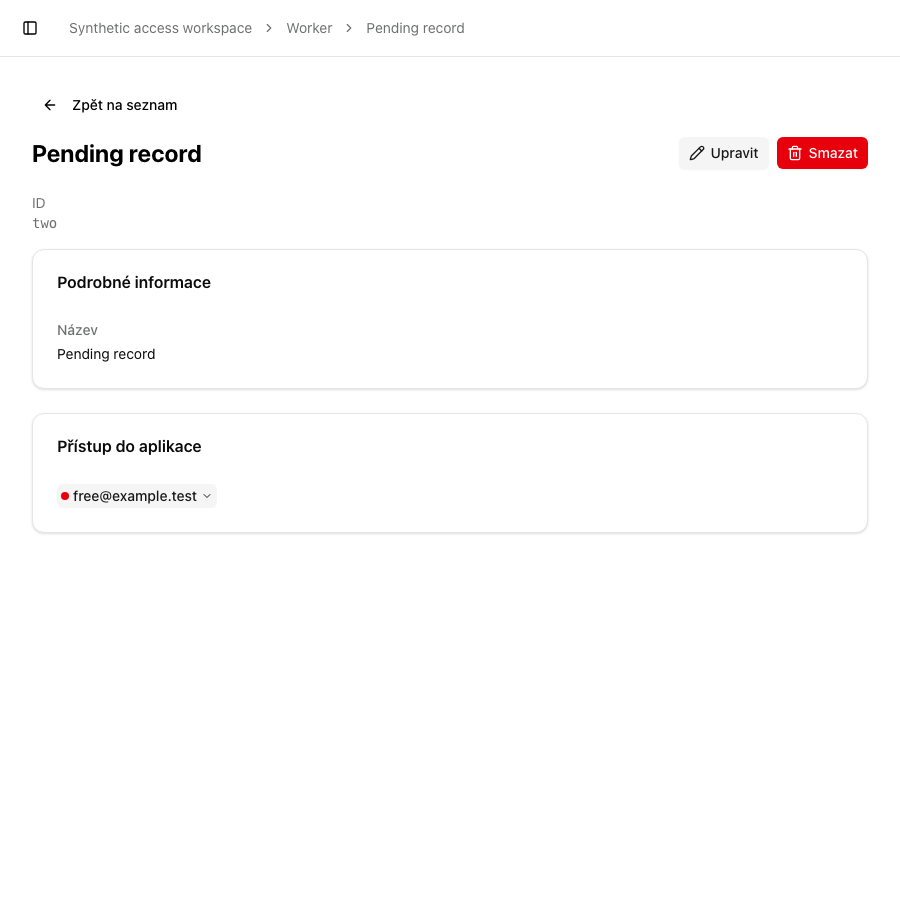 Synthetic access workspace > Worker > Pending record
Zpět na seznam
Pending record
Upravit
Smazat
ID
two
Podrobné informace
Název
Pending record
Přístup do aplikace
free@example.test